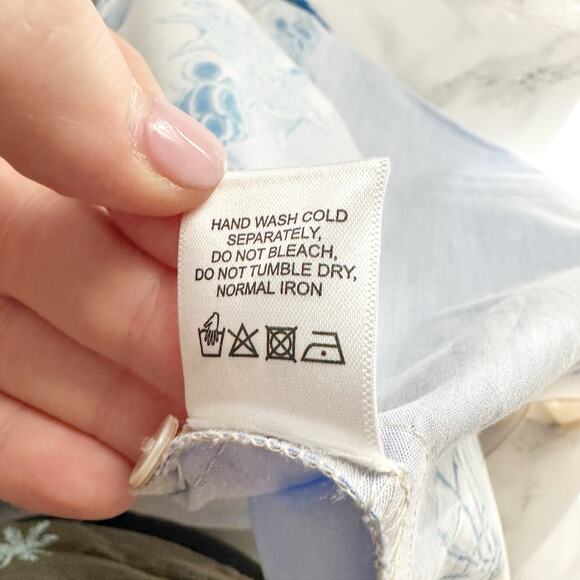 HAND WASH COLD
SEPARATELY,
DO NOT BLEACH,
DO NOT TUMBLE DRY,
NORMAL IRON